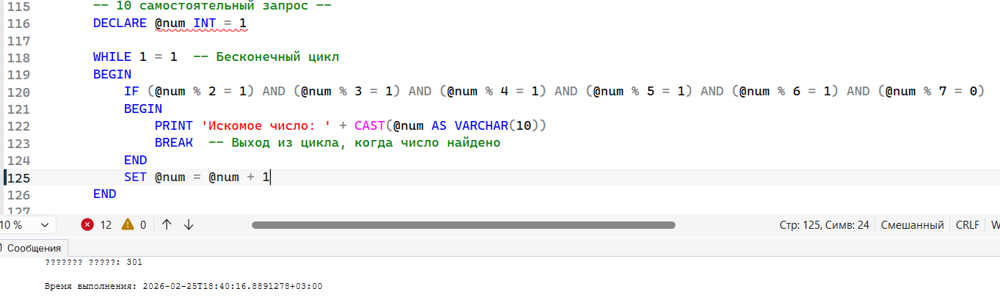 115 -- 10 самостоятельный запрос --
116 DECLARE @num INT = 1
117
118 WHILE 1 = 1  -- Бесконечный цикл
119 BEGIN
120     IF (@num % 2 = 1) AND (@num % 3 = 1) AND (@num % 4 = 1) AND (@num % 5 = 1) AND (@num % 6 = 1) AND (@num % 7 = 0)
121     BEGIN
122         PRINT 'Искомое число: ' + CAST(@num AS VARCHAR(10))
123         BREAK  -- Выход из цикла, когда число найдено
124     END
125     SET @num = @num + 1
126 END
127
10 % 12 0 Стр: 125, Симв: 24 Смешанный CRLF W
Сообщения
??????? ?????: 301
Время выполнения: 2026-02-25T18:40:16.8891278+03:00